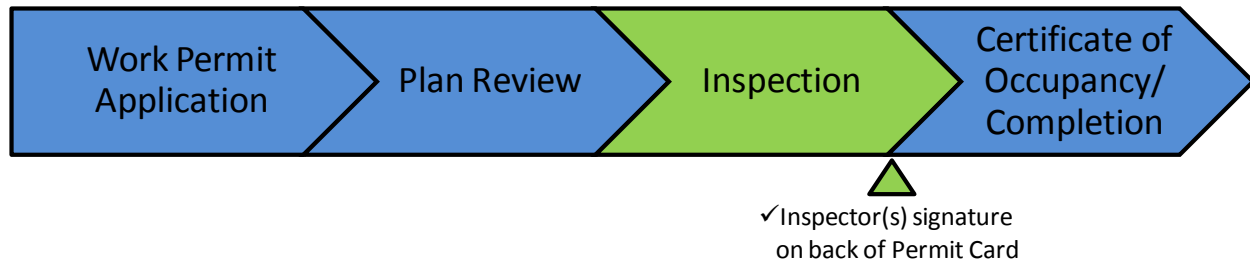 Work Permit
Application
Plan Review
Inspection
Certificate of
Occupancy/
Completion
✓Inspector(s) signature
on back of Permit Card